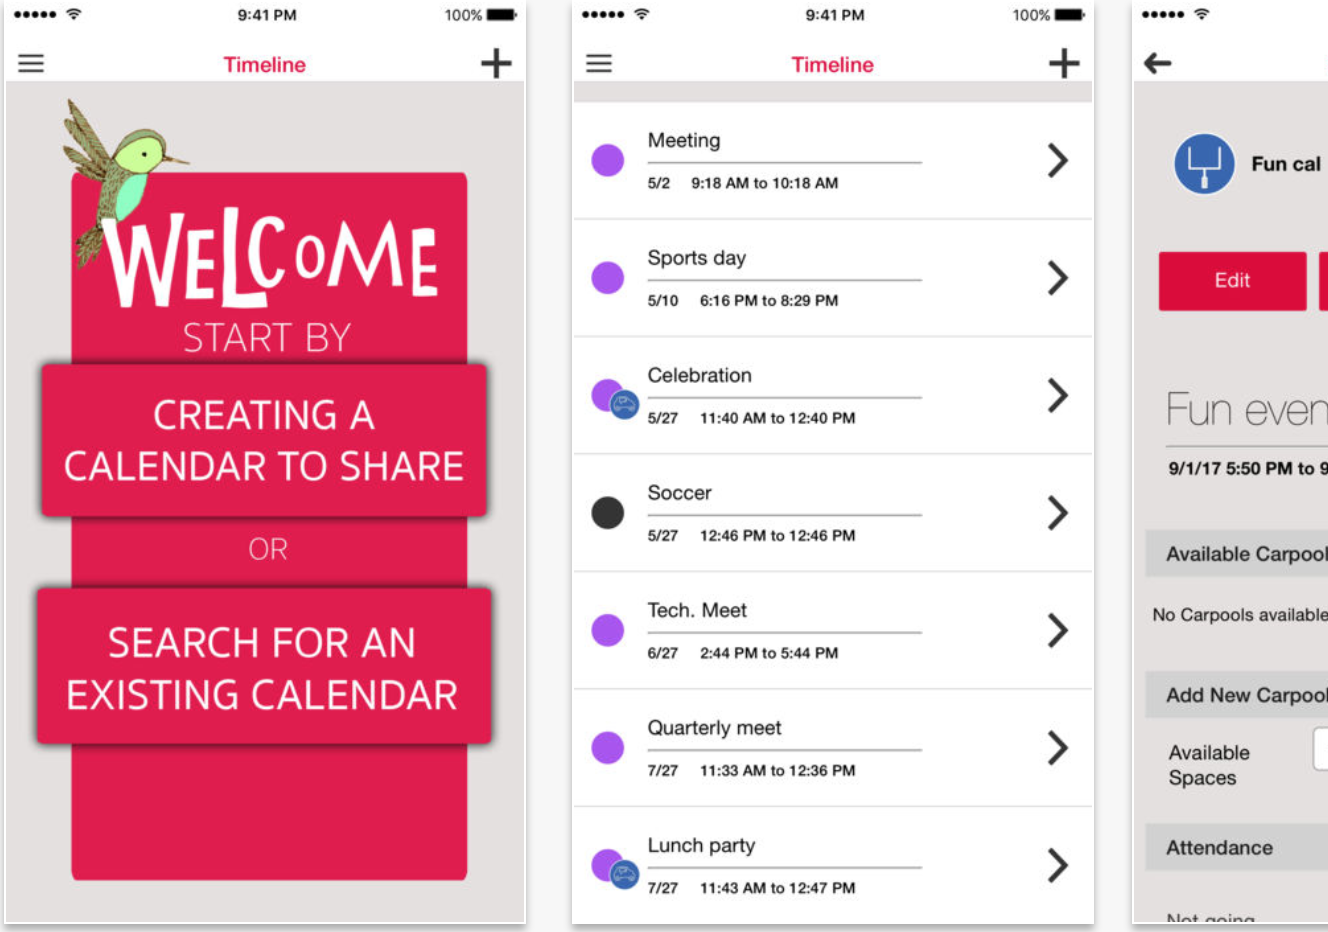 9:41 PM
100%
Timeline
WELCOME
START BY
CREATING A
CALENDAR TO SHARE
OR
SEARCH FOR AN
EXISTING CALENDAR
9:41 PM
100%
Timeline
Meeting
5/2 9:18 AM to 10:18 AM
Sports day
5/10 6:16 PM to 8:29 PM
Celebration
5/27 11:40 AM to 12:40 PM
Soccer
5/27 12:46 PM to 12:46 PM
Tech. Meet
6/27 2:44 PM to 5:44 PM
Quarterly meet
7/27 11:33 AM to 12:36 PM
Lunch party
7/27 11:43 AM to 12:47 PM
Fun cal
Edit
Fun even
9/1/17 5:50 PM to 9
Available Carpool
No Carpools available
Add New Carpool
Available
Spaces
Attendance
Not going